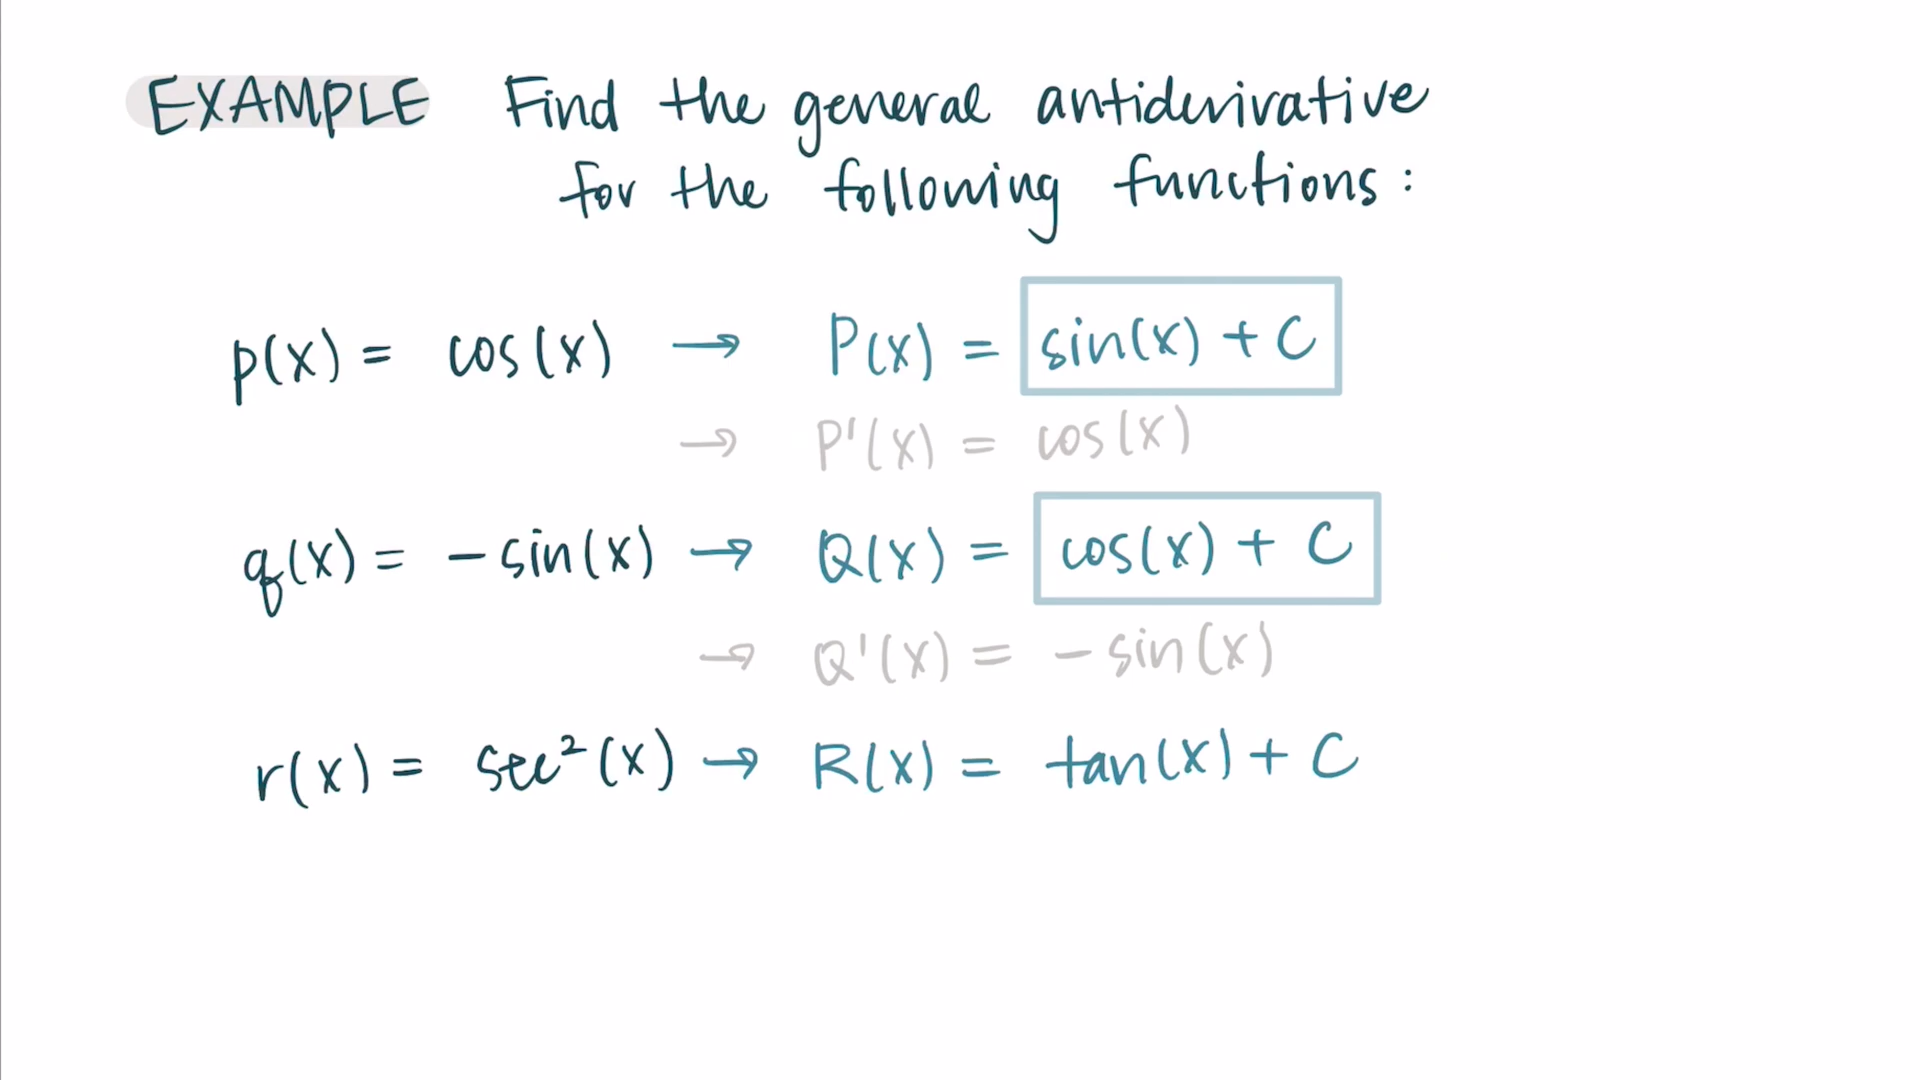 EXAMPLE Find the general antiderivative
for the following functions:
p(x) = cos(x) → P(x) = sin(x) + C
→ P'(x) = cos(x)
q(x) = -sin(x) → Q(x) = cos(x) + C
→ Q'(x) = -sin(x)
r(x) = sec²(x) → R(x) = tan(x) + C